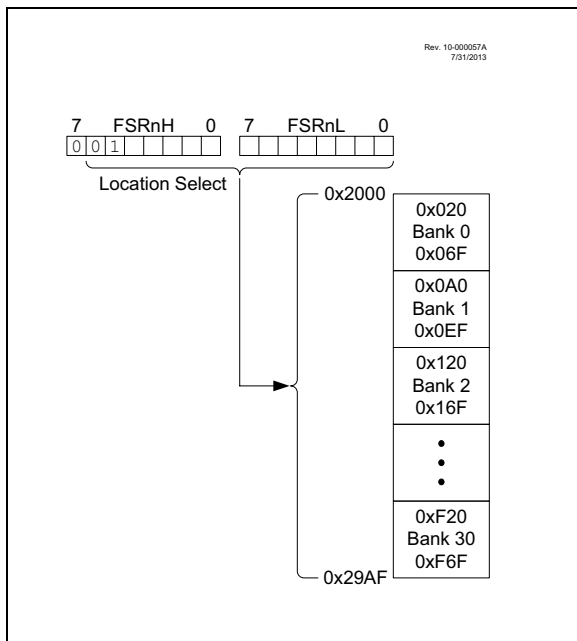 Rev. 10-000057A
7/31/2013
7 FSRnH 0 7 FSRnL 0
0 0 1
Location Select
0x2000
0x020
Bank 0
0x06F
0x0A0
Bank 1
0x0EF
0x120
Bank 2
0x16F
0xF20
Bank 30
0xF6F
0x29AF